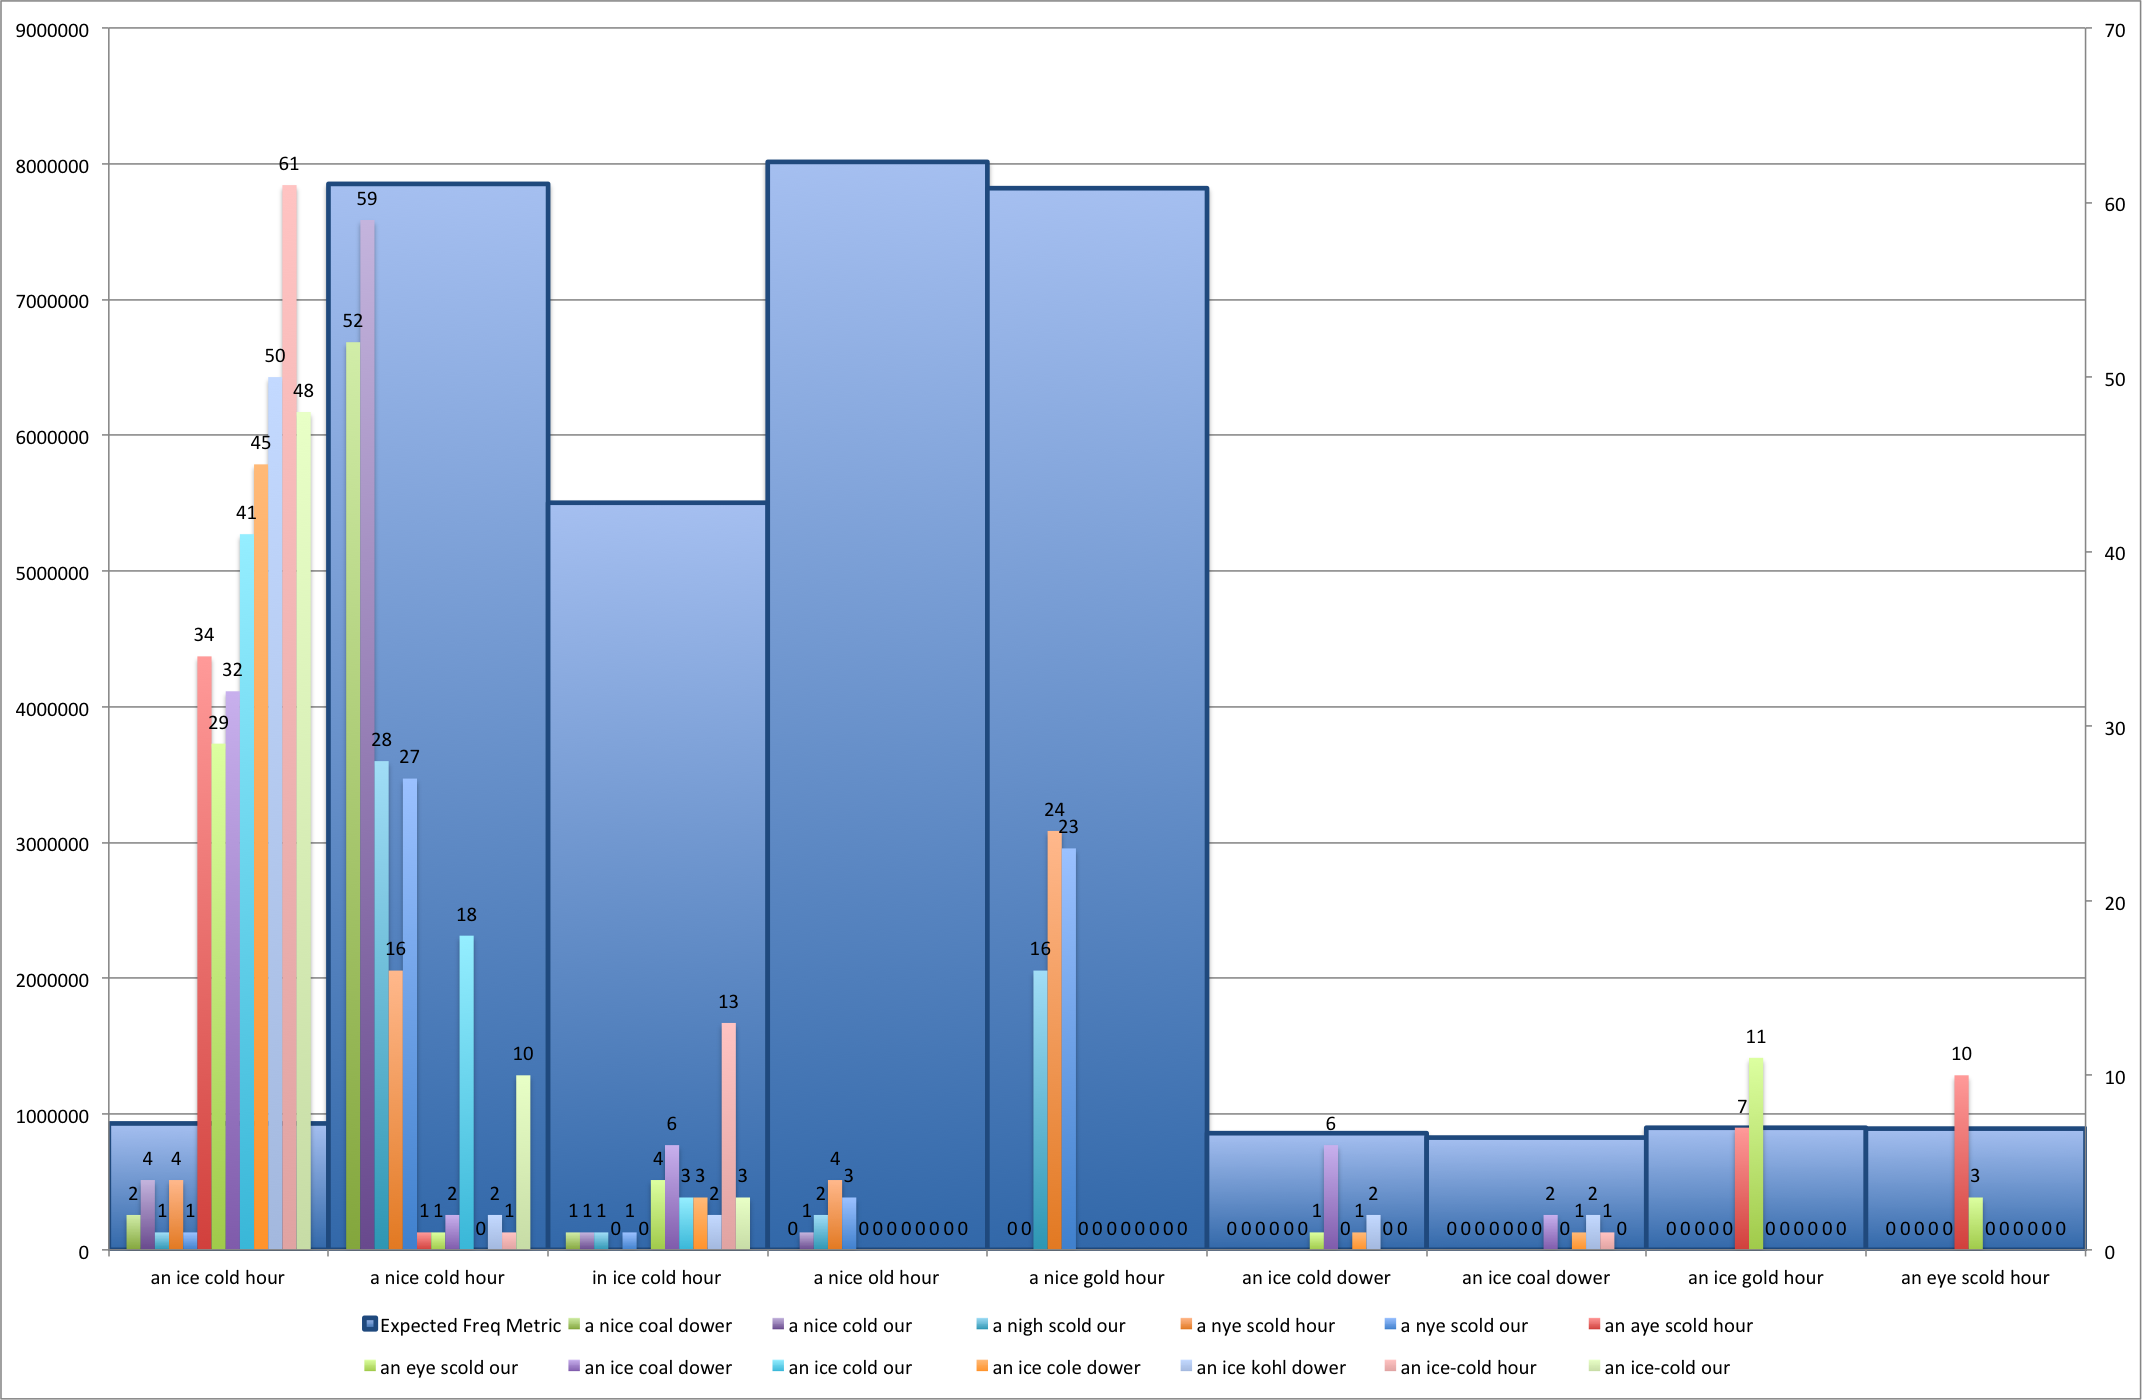 9000000
8000000
7000000
6000000
5000000
4000000
3000000
2000000
1000000
0
2 4 1 4 1 34 29 32 41 45 50 61 48
52 59 28 16 27 1 1 2 18 0 2 1 10
1 1 1 0 1 0 4 6 3 3 2 13 3
0 1 2 4 3 0 0 0 0 0 0 0 0
0 0 16 24 23 0 0 0 0 0 0 0 0
0 0 0 0 0 0 1 6 0 1 2 0 0
0 0 0 0 0 0 0 2 0 1 2 1 0
0 0 0 0 0 7 11 0 0 0 0 0 0
0 0 0 0 0 10 3 0 0 0 0 0 0
70
60
50
40
30
20
10
0
an ice cold hour a nice cold hour in ice cold hour a nice old hour a nice gold hour an ice cold dower an ice coal dower an ice gold hour an eye scold hour
Expected Freq Metric a nice coal dower a nice cold our a nigh scold our a nye scold hour a nye scold our an aye scold hour
an eye scold our an ice coal dower an ice cold our an ice cole dower an ice kohl dower an ice-cold hour an ice-cold our